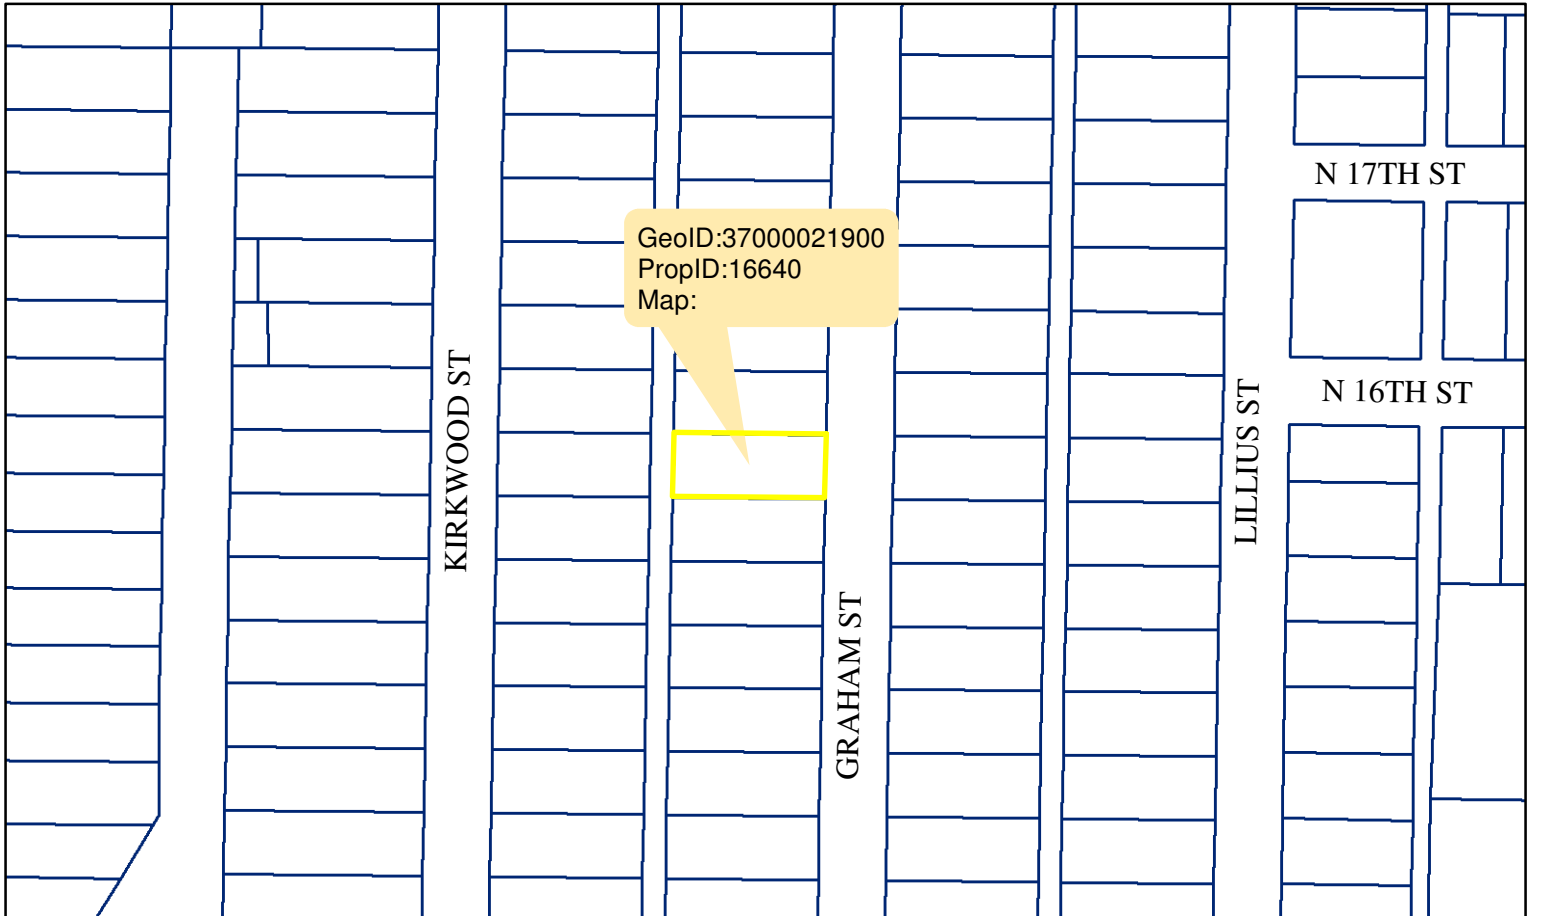 N 17TH ST
GeoID:37000021900
PropID:16640
Map:
KIRKWOOD ST
N 16TH ST
LILLIUS ST
GRAHAM ST